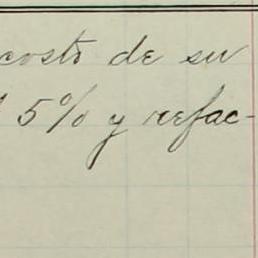 costo de su
5% y refac-